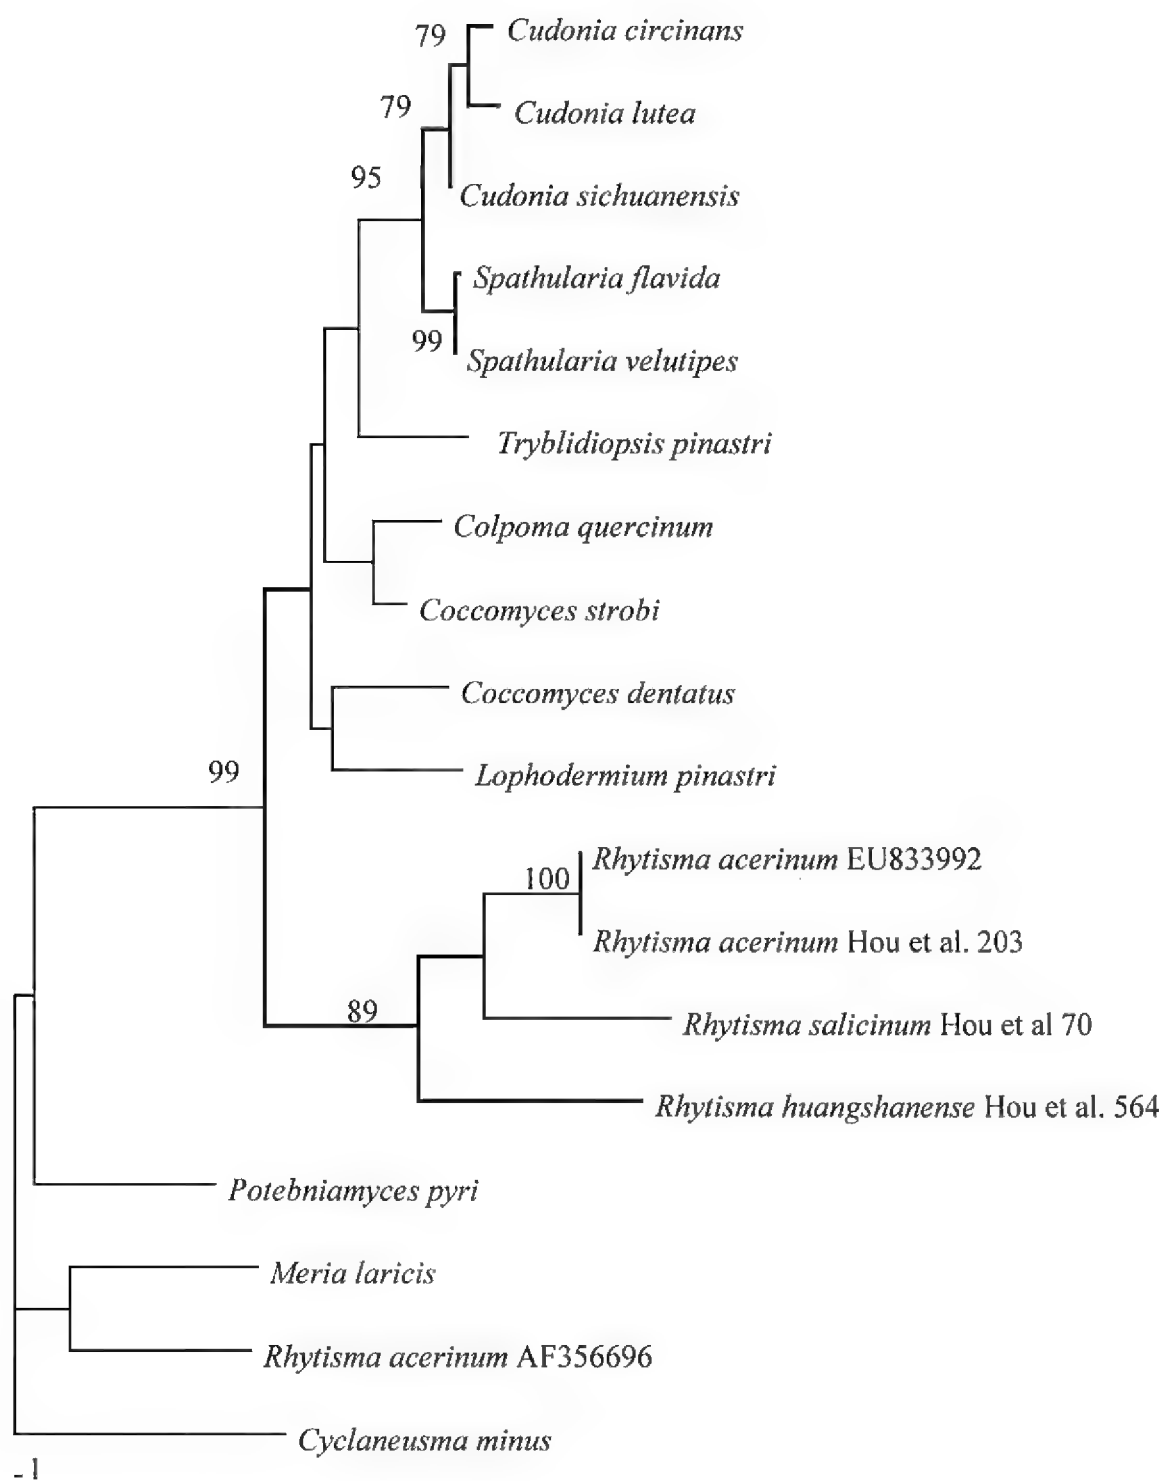 79
Cudonia circinans
79
Cudonia lutea
95
Cudonia sichuanensis
Spathularia flavida
99
Spathularia velutipes
Tryblidiopsis pinastri
Colpoma quercinum
Coccomyces strobi
Coccomyces dentatus
99
Lophodermium pinastri
Rhytisma acerinum EU833992
100
Rhytisma acerinum Hou et al. 203
89
Rhytisma salicinum Hou et al 70
Rhytisma huangshanense Hou et al. 564
Potebniamyces pyri
Meria laricis
Rhytisma acerinum AF356696
Cyclaneusma minus
1